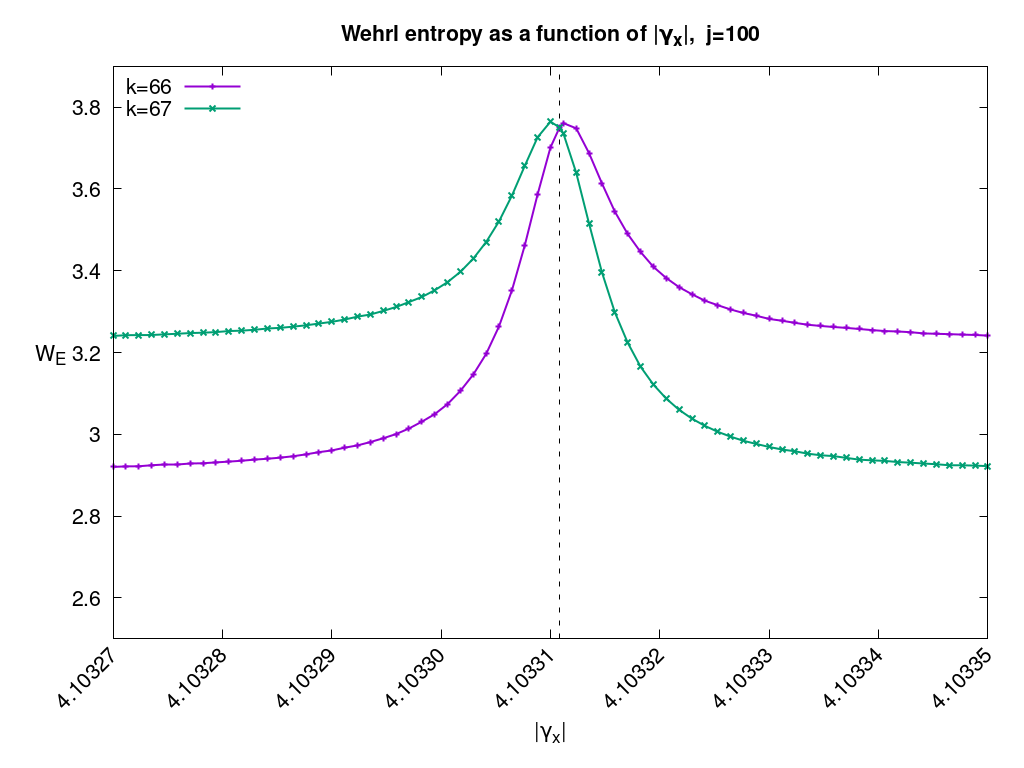 Wehrl entropy as a function of |γₓ|, j=100
k=66
k=67
3.8
3.6
3.4
W_E 3.2
3
2.8
2.6
4.10327 4.10328 4.10329 4.10330 4.10331 4.10332 4.10333 4.10334 4.10335
|γₓ|